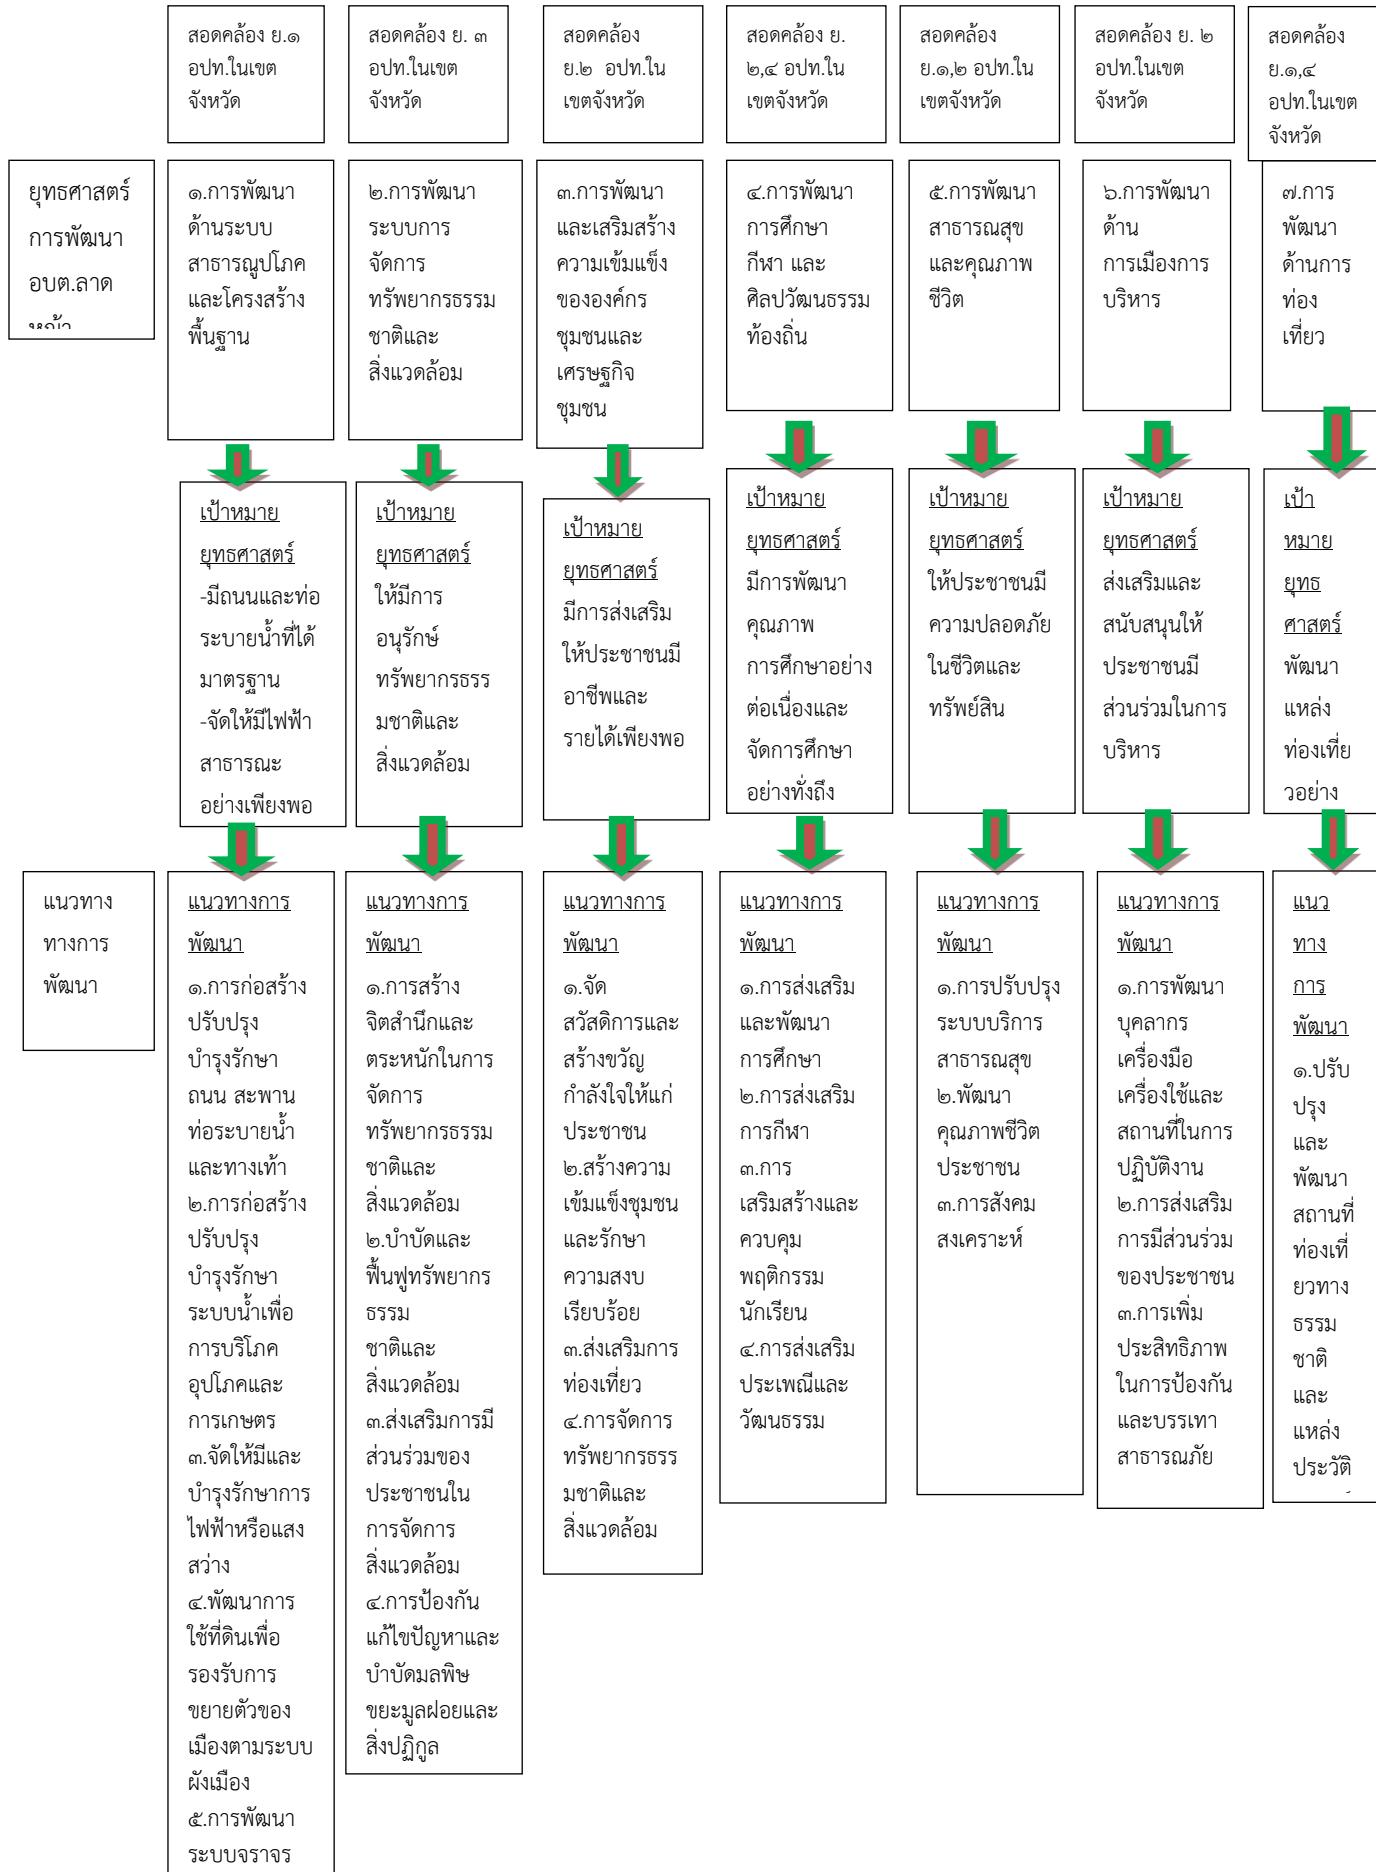 สอดคล้อง ย.๑
อปท.ในเขต
จังหวัด
สอดคล้อง ย. ๓
อปท.ในเขต
จังหวัด
สอดคล้อง
ย.๒ อปท.ใน
เขตจังหวัด
สอดคล้อง ย.
๒,๔ อปท.ใน
เขตจังหวัด
สอดคล้อง
ย.๑,๒ อปท.ใน
เขตจังหวัด
สอดคล้อง ย. ๒
อปท.ในเขต
จังหวัด
สอดคล้อง
ย.๑,๔
อปท.ในเขต
จังหวัด
ยุทธศาสตร์
การพัฒนา
อบต.ลาด
หญ้า
๑.การพัฒนา
ด้านระบบ
สาธารณูปโภค
และโครงสร้าง
พื้นฐาน
๒.การพัฒนา
ระบบการ
จัดการ
ทรัพยากรธรรม
ชาติและ
สิ่งแวดล้อม
๓.การพัฒนา
และเสริมสร้าง
ความเข้มแข็ง
ขององค์กร
ชุมชนและ
เศรษฐกิจ
ชุมชน
๔.การพัฒนา
การศึกษา
กีฬา และ
ศิลปวัฒนธรรม
ท้องถิ่น
๕.การพัฒนา
สาธารณสุข
และคุณภาพ
ชีวิต
๖.การพัฒนา
ด้าน
การเมืองการ
บริหาร
๗.การ
พัฒนา
ด้านการ
ท่อง
เที่ยว
เป้าหมาย
ยุทธศาสตร์
-มีถนนและท่อ
ระบายน้ำที่ได้
มาตรฐาน
-จัดให้มีไฟฟ้า
สาธารณะ
อย่างเพียงพอ
เป้าหมาย
ยุทธศาสตร์
ให้มีการ
อนุรักษ์
ทรัพยากรธรร
มชาติและ
สิ่งแวดล้อม
เป้าหมาย
ยุทธศาสตร์
มีการส่งเสริม
ให้ประชาชนมี
อาชีพและ
รายได้เพียงพอ
เป้าหมาย
ยุทธศาสตร์
มีการพัฒนา
คุณภาพ
การศึกษาอย่าง
ต่อเนื่องและ
จัดการศึกษา
อย่างทั่งถึง
เป้าหมาย
ยุทธศาสตร์
ให้ประชาชนมี
ความปลอดภัย
ในชีวิตและ
ทรัพย์สิน
เป้าหมาย
ยุทธศาสตร์
ส่งเสริมและ
สนับสนุนให้
ประชาชนมี
ส่วนร่วมในการ
บริหาร
เป้า
หมาย
ยุทธ
ศาสตร์
พัฒนา
แหล่ง
ท่องเที่ย
วอย่าง
แนวทาง
ทางการ
พัฒนา
แนวทางการ
พัฒนา
๑.การก่อสร้าง
ปรับปรุง
บำรุงรักษา
ถนน สะพาน
ท่อระบายน้ำ
และทางเท้า
๒.การก่อสร้าง
ปรับปรุง
บำรุงรักษา
ระบบน้ำเพื่อ
การบริโภค
อุปโภคและ
การเกษตร
๓.จัดให้มีและ
บำรุงรักษาการ
ไฟฟ้าหรือแสง
สว่าง
๔.พัฒนาการ
ใช้ที่ดินเพื่อ
รองรับการ
ขยายตัวของ
เมืองตามระบบ
ผังเมือง
๕.การพัฒนา
ระบบจราจร
แนวทางการ
พัฒนา
๑.การสร้าง
จิตสำนึกและ
ตระหนักในการ
จัดการ
ทรัพยากรธรรม
ชาติและ
สิ่งแวดล้อม
๒.บำบัดและ
ฟื้นฟูทรัพยากร
ธรรม
ชาติและ
สิ่งแวดล้อม
๓.ส่งเสริมการมี
ส่วนร่วมของ
ประชาชนใน
การจัดการ
สิ่งแวดล้อม
๔.การป้องกัน
แก้ไขปัญหาและ
บำบัดมลพิษ
ขยะมูลฝอยและ
สิ่งปฏิกูล
แนวทางการ
พัฒนา
๑.จัด
สวัสดิการและ
สร้างขวัญ
กำลังใจให้แก่
ประชาชน
๒.สร้างความ
เข้มแข็งชุมชน
และรักษา
ความสงบ
เรียบร้อย
๓.ส่งเสริมการ
ท่องเที่ยว
๔.การจัดการ
ทรัพยากรธรร
มชาติและ
สิ่งแวดล้อม
แนวทางการ
พัฒนา
๑.การส่งเสริม
และพัฒนา
การศึกษา
๒.การส่งเสริม
การกีฬา
๓.การ
เสริมสร้างและ
ควบคุม
พฤติกรรม
นักเรียน
๔.การส่งเสริม
ประเพณีและ
วัฒนธรรม
แนวทางการ
พัฒนา
๑.การปรับปรุง
ระบบบริการ
สาธารณสุข
๒.พัฒนา
คุณภาพชีวิต
ประชาชน
๓.การสังคม
สงเคราะห์
แนวทางการ
พัฒนา
๑.การพัฒนา
บุคลากร
เครื่องมือ
เครื่องใช้และ
สถานที่ในการ
ปฏิบัติงาน
๒.การส่งเสริม
การมีส่วนร่วม
ของประชาชน
๓.การเพิ่ม
ประสิทธิภาพ
ในการป้องกัน
และบรรเทา
สาธารณภัย
แนว
ทาง
การ
พัฒนา
๑.ปรับ
ปรุง
และ
พัฒนา
สถานที่
ท่องเที่
ยวทาง
ธรรม
ชาติ
และ
แหล่ง
ประวัติ